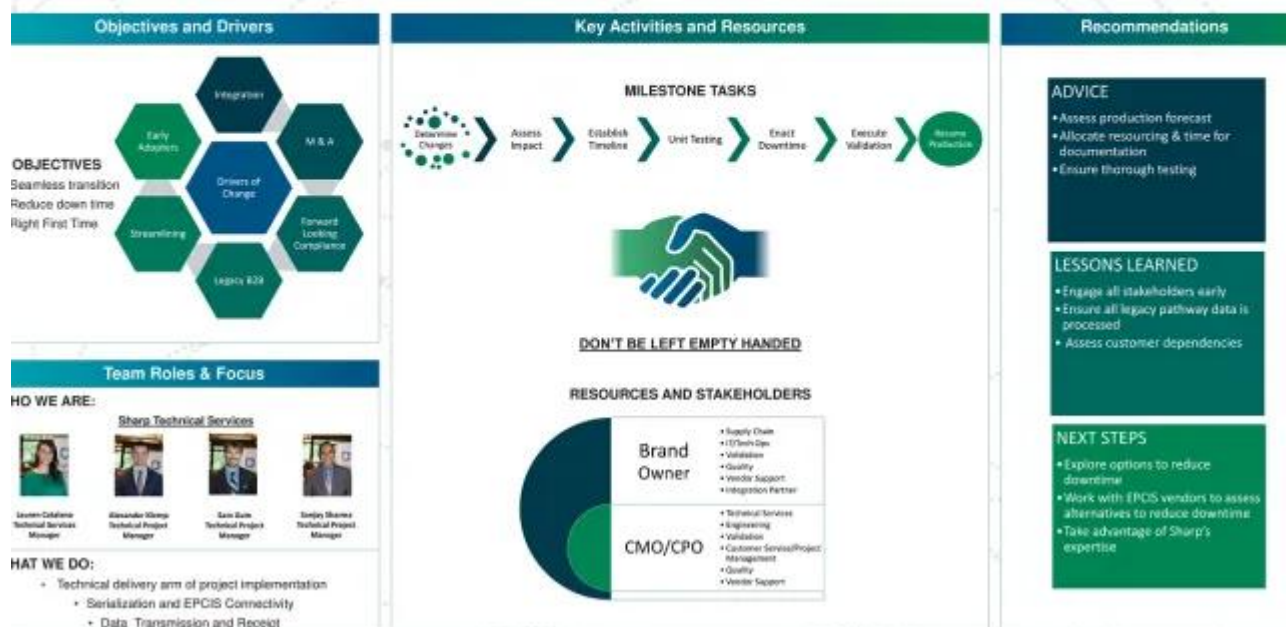 Objectives and Drivers
Integration
Early
Adopters
M & A
Drivers of
Change
Streamlining
Forward
Looking
Compliance
Legacy B2B
OBJECTIVES
Seamless transition
Reduce down time
Right First Time
Team Roles & Focus
HO WE ARE:
Sharp Technical Services
Lauren
Technical Services
Manager
Alexander
Technical Project
Manager
Technical Project
Manager
Sanjay Sharma
Technical Project
Manager
HAT WE DO:
• Technical delivery arm of project implementation
• Serialization and EPCIS Connectivity
• Data Transmission and Receipt
Key Activities and Resources
MILESTONE TASKS
Determine
Changes
Assess
Impact
Establish
Timeline
Unit Testing
Enact
Downtime
Execute
Validation
Resume
Production
DON'T BE LEFT EMPTY HANDED
RESOURCES AND STAKEHOLDERS
Brand
Owner
• Supply Chain
• IT/Tech Ops
• Validation
• Quality
• Vendor Support
• Integration Partner
CMO/CPO
• Technical Services
• Engineering
• Validation
• Customer Service/Project
Management
• Quality
• Vendor Support
Recommendations
ADVICE
• Assess production forecast
• Allocate resourcing & time for
documentation
• Ensure thorough testing
LESSONS LEARNED
• Engage all stakeholders early
• Ensure all legacy pathway data is
processed
• Assess customer dependencies
NEXT STEPS
• Explore options to reduce
downtime
• Work with EPCIS vendors to assess
alternatives to reduce downtime
• Take advantage of Sharp's
expertise